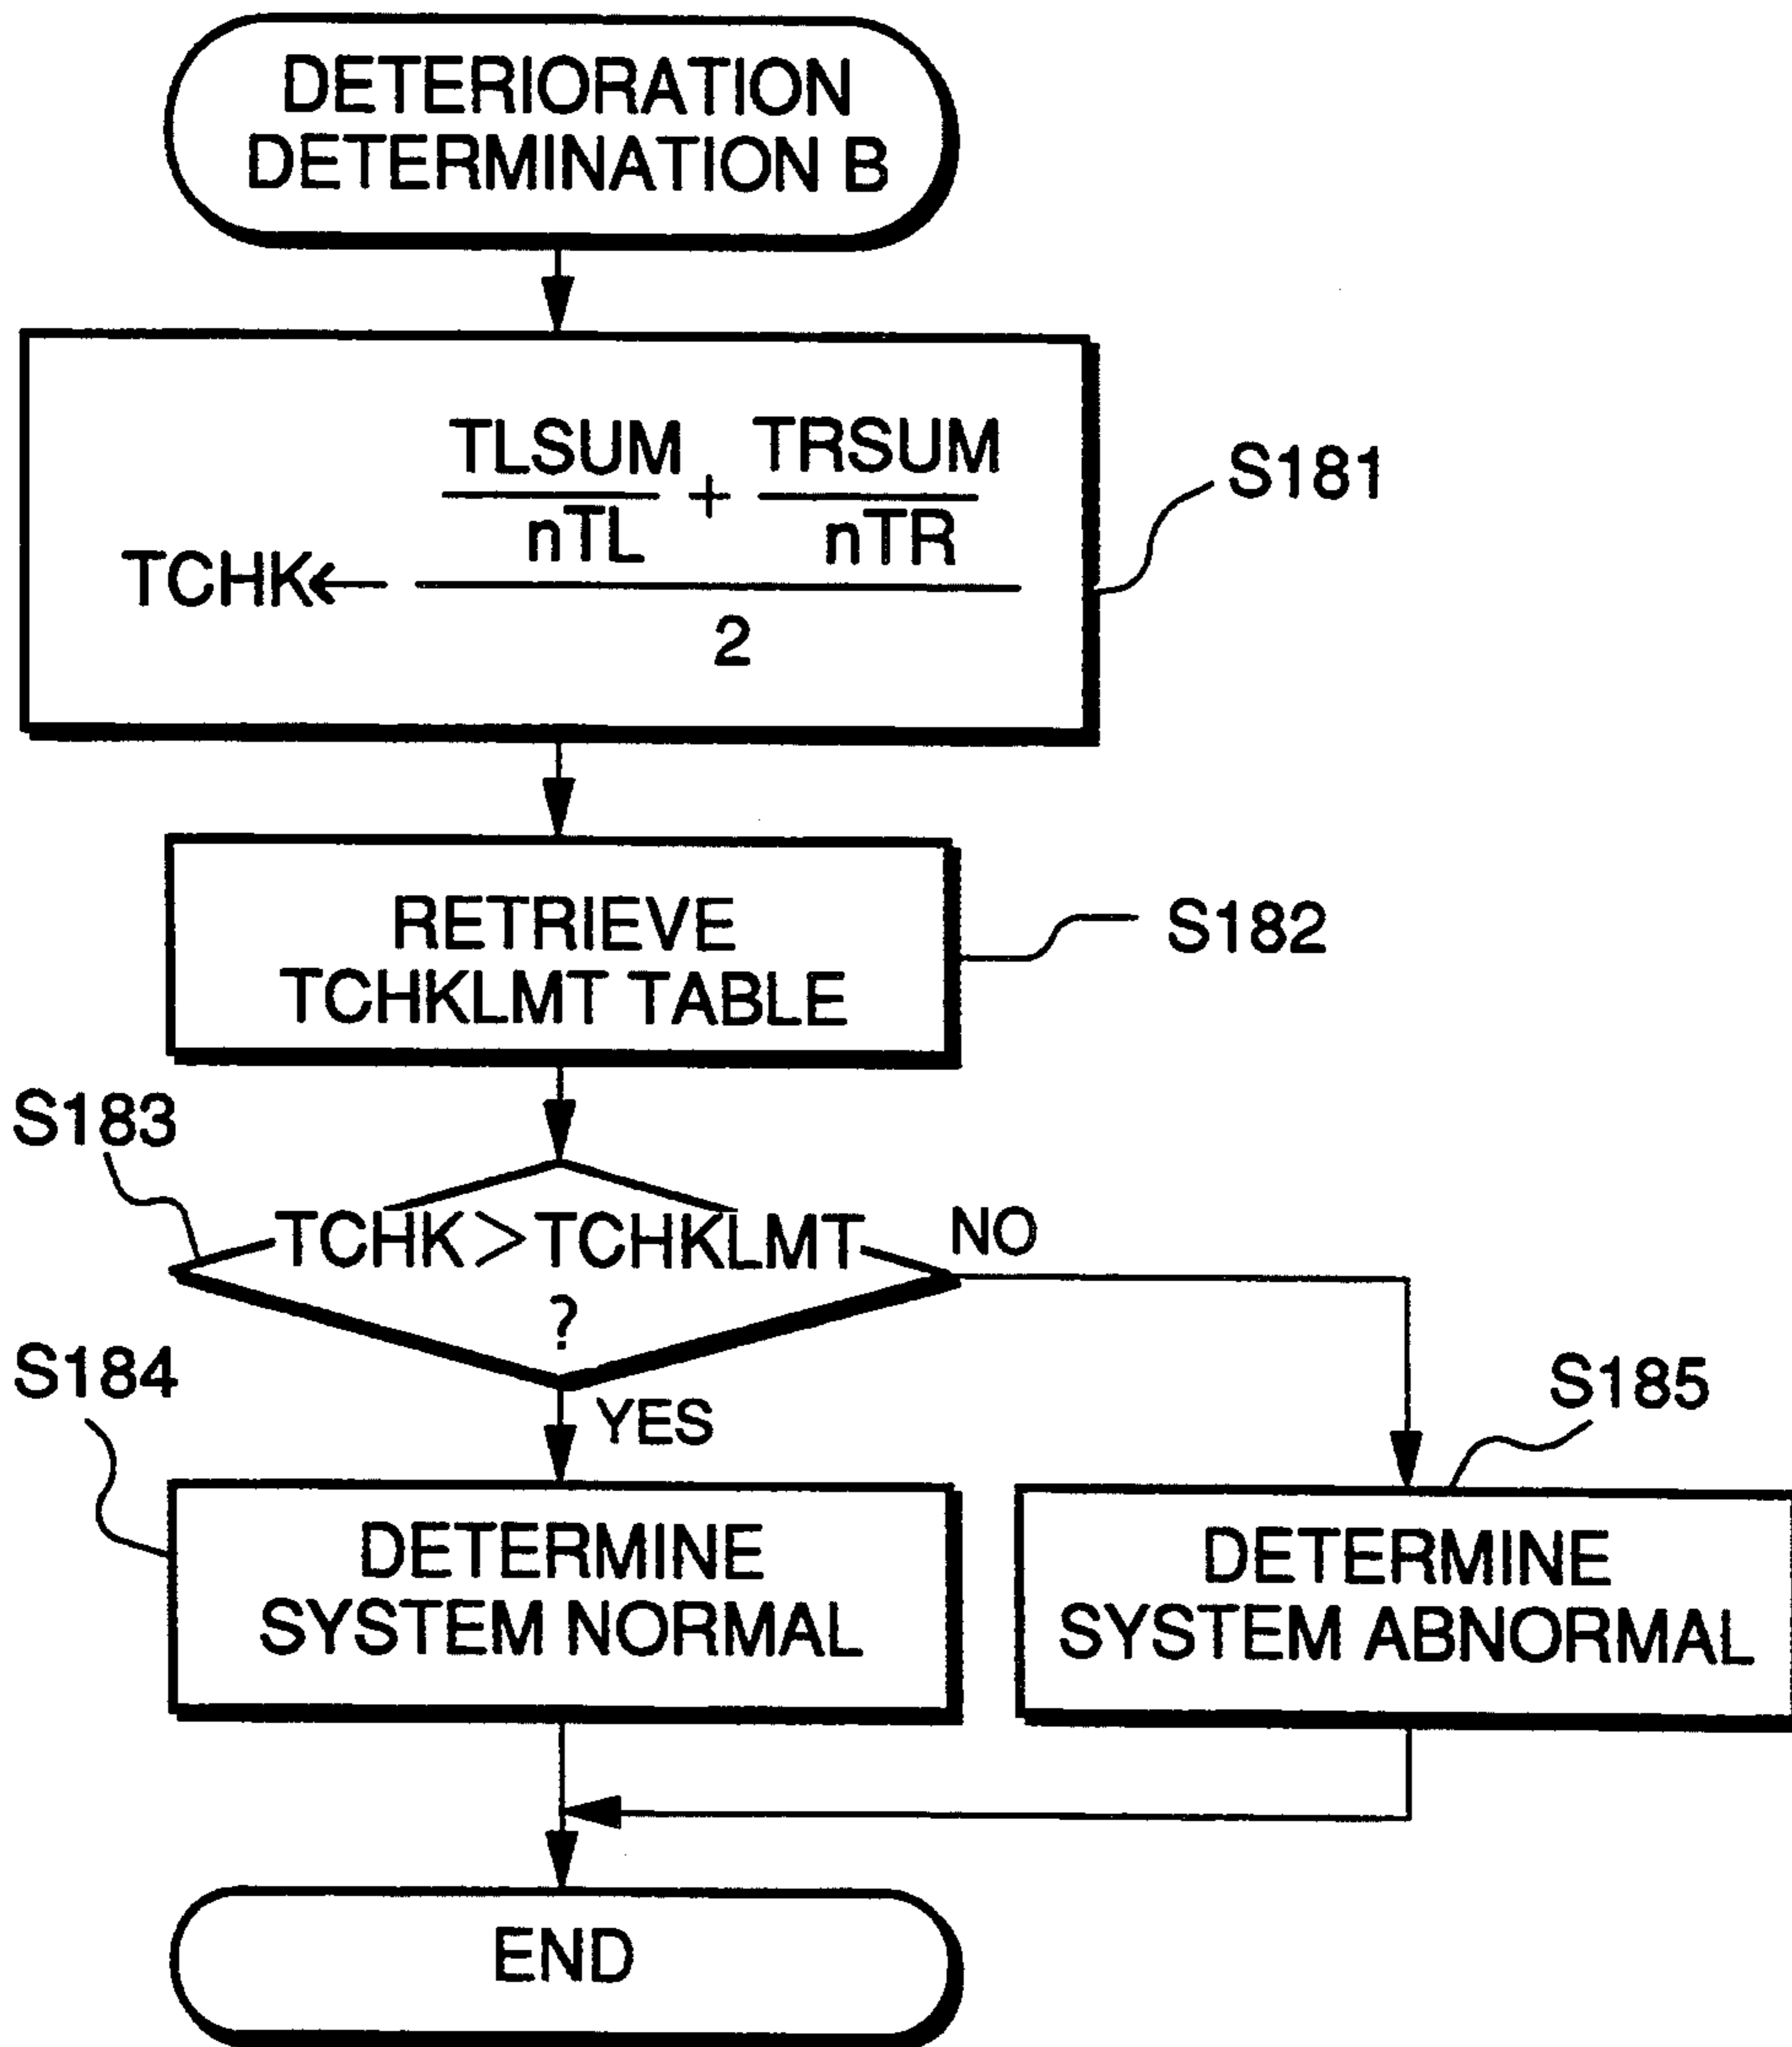 DETERIORATION
DETERMINATION B
TLSUM + TRSUM
nTL nTR
TCHK←
2
S181
RETRIEVE
TCHKLMT TABLE
S182
S183
TCHK>TCHKLMT
?
NO
YES
S184
DETERMINE
SYSTEM NORMAL
S185
DETERMINE
SYSTEM ABNORMAL
END